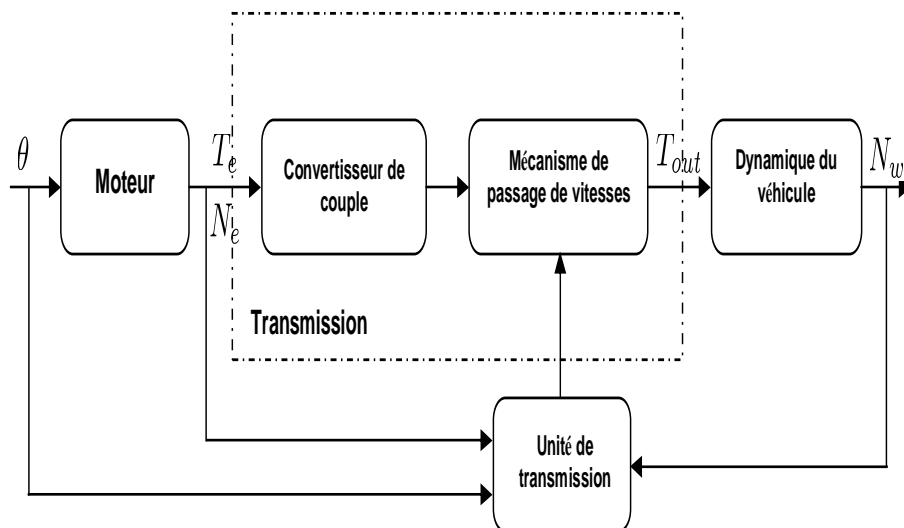 θ
Moteur
T_e
N_e
Convertisseur de
couple
Mécanisme de
passage de vitesses
T_out
Dynamique du
véhicule
N_w
Transmission
Unité de
transmission